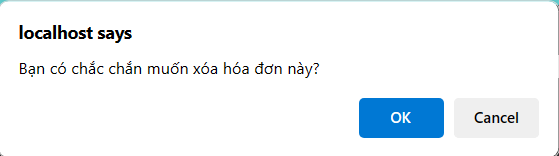 localhost says
Bạn có chắc chắn muốn xóa hóa đơn này?
OK
Cancel